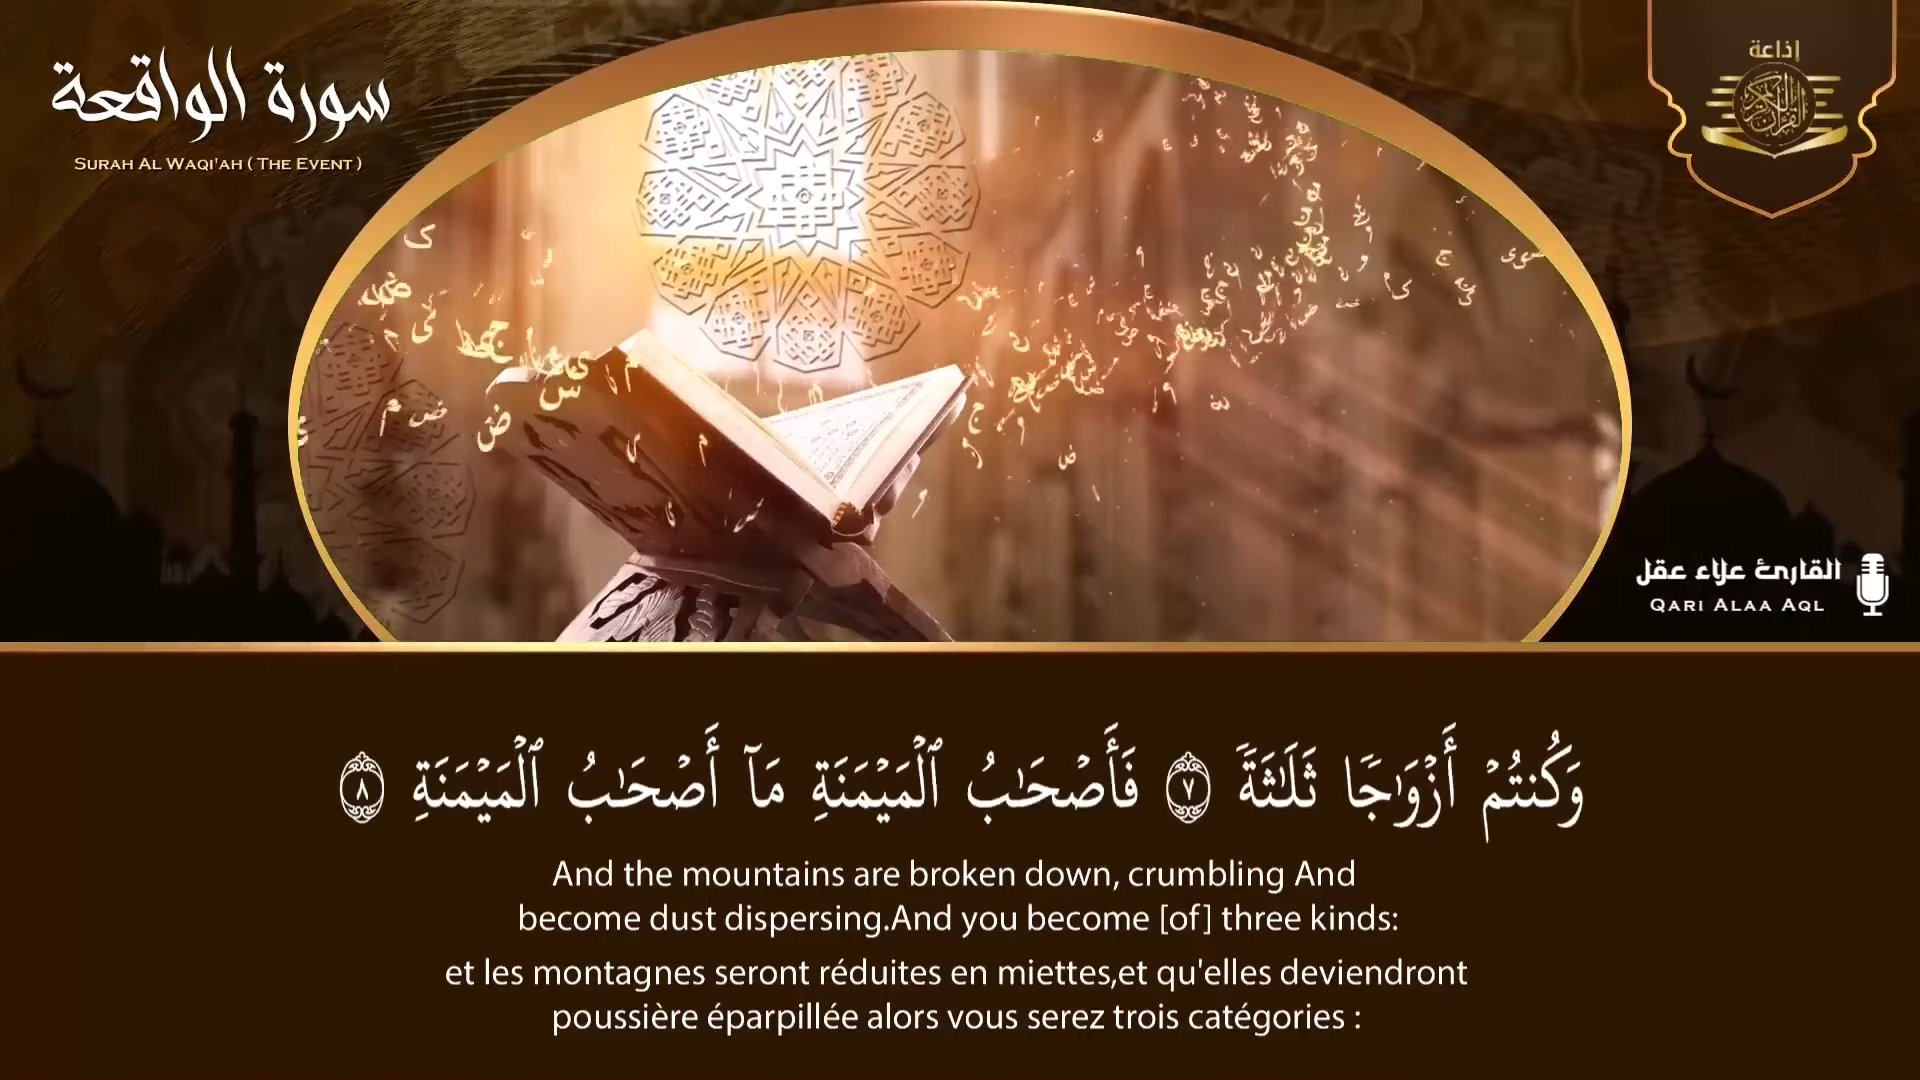 سورة الواقعة
SURAH AL WAQI'AH ( THE EVENT )
إذاعة
القرآن الكريم
القارئ علاء عقل
QARI ALAA AQL
وَكُنتُمْ أَزْوَٰجًا ثَلَـٰثَةً ٧ فَأَصْحَـٰبُ ٱلْمَيْمَنَةِ مَآ أَصْحَـٰبُ ٱلْمَيْمَنَةِ ٨
And the mountains are broken down, crumbling And
become dust dispersing.And you become [of] three kinds:
et les montagnes seront réduites en miettes,et qu'elles deviendront
poussière éparpillée alors vous serez trois catégories :